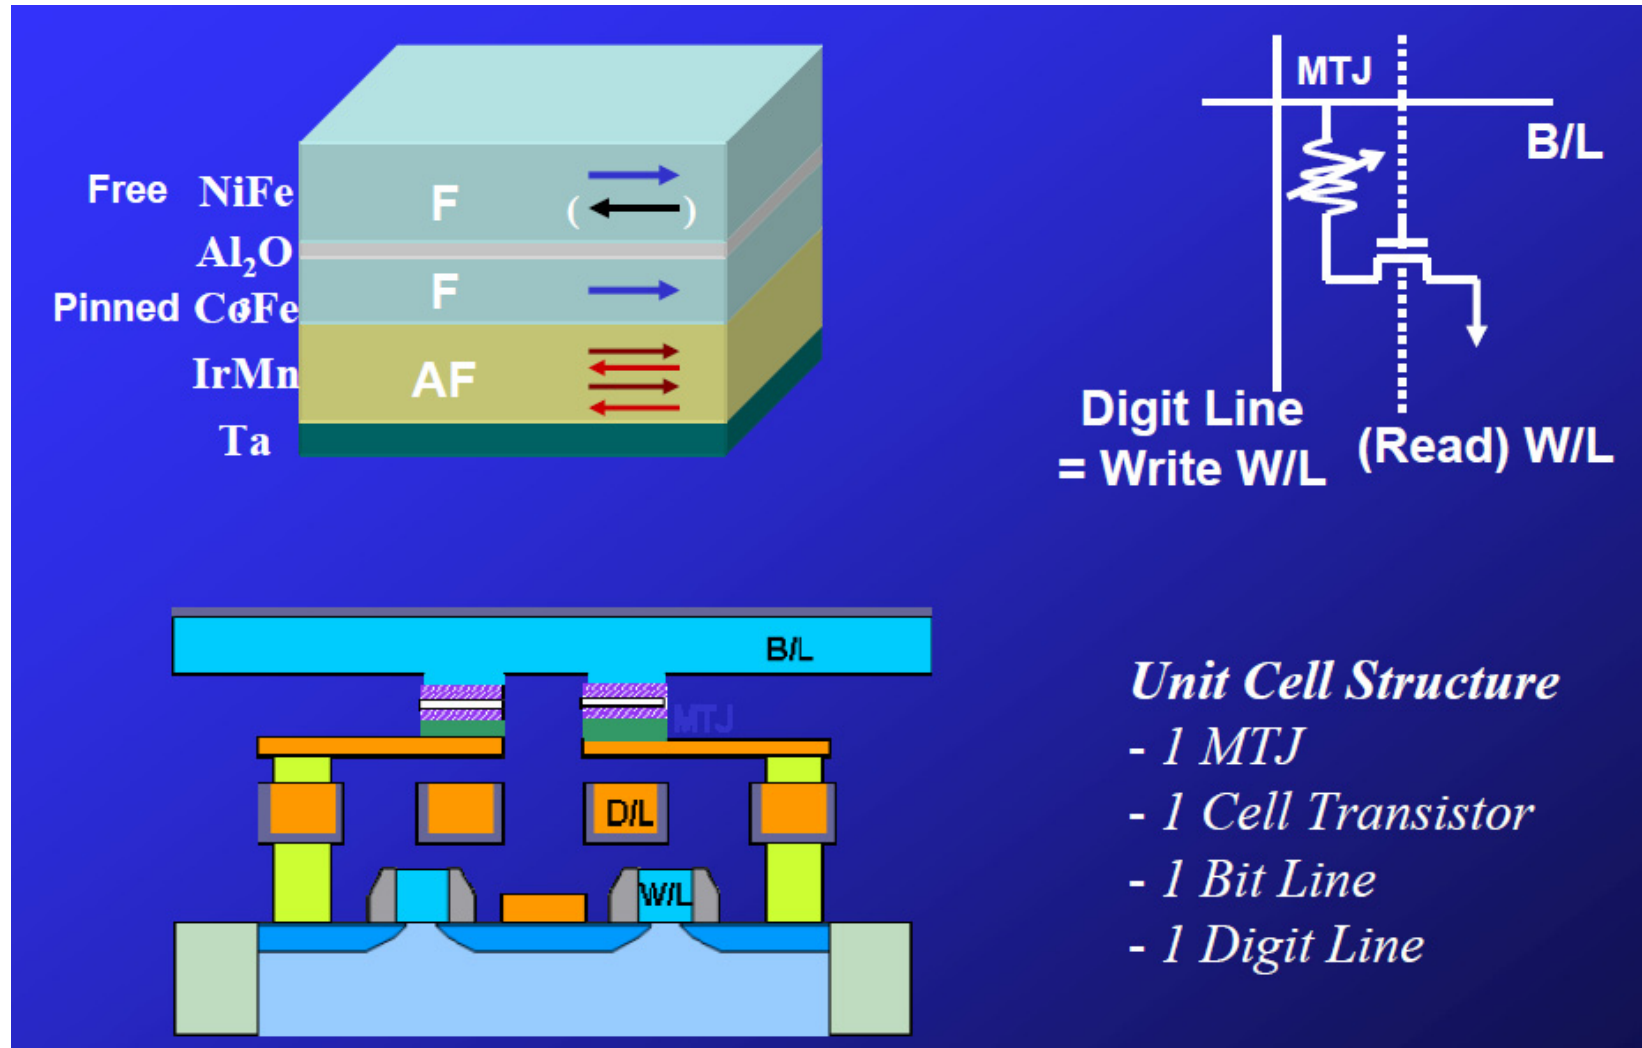 Free NiFe
F
( )
Al2O
3
Pinned CoFe
F
IrMn
AF
Ta
MTJ
B/L
Digit Line
= Write W/L
(Read) W/L
B/L
MTJ
D/L
W/L
Unit Cell Structure
- 1 MTJ
- 1 Cell Transistor
- 1 Bit Line
- 1 Digit Line